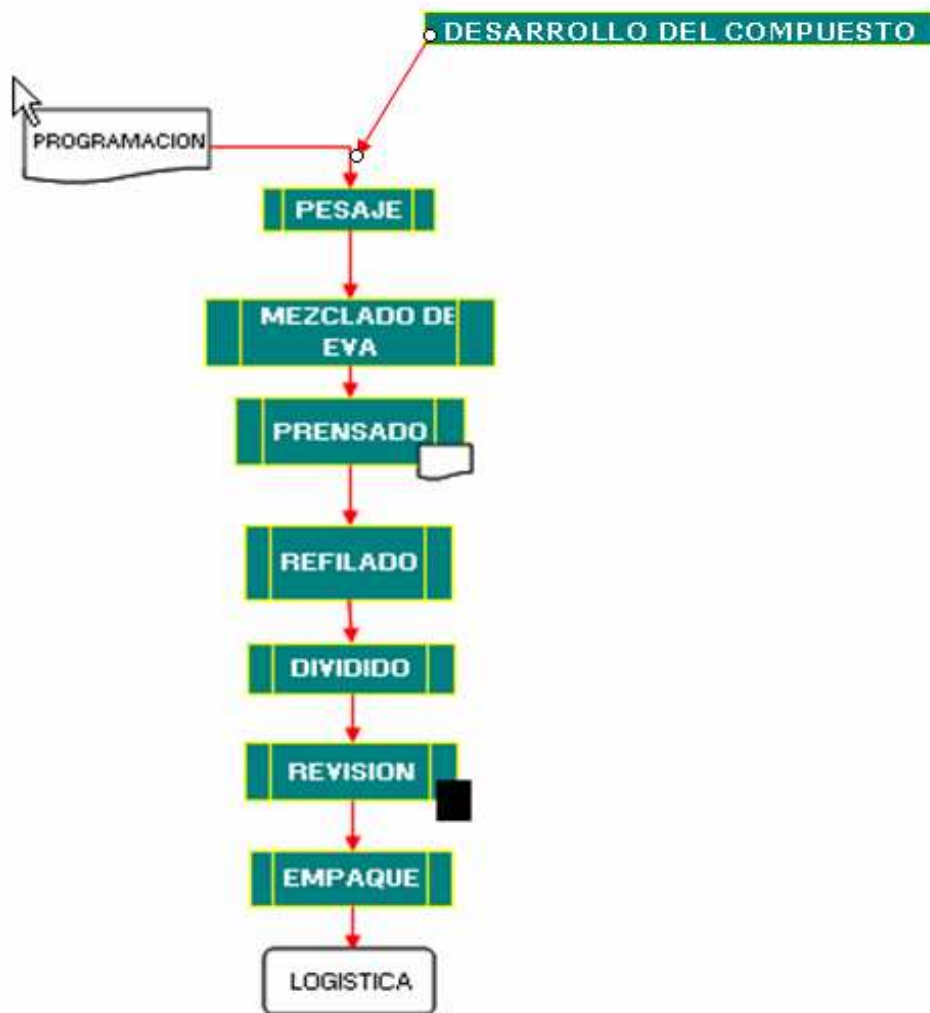 DESARROLLO DEL COMPUESTO
PROGRAMACION
PESAJE
MEZCLADO DE
EVA
PRENSADO
REFILADO
DIVIDIDO
REVISION
EMPAQUE
LOGISTICA